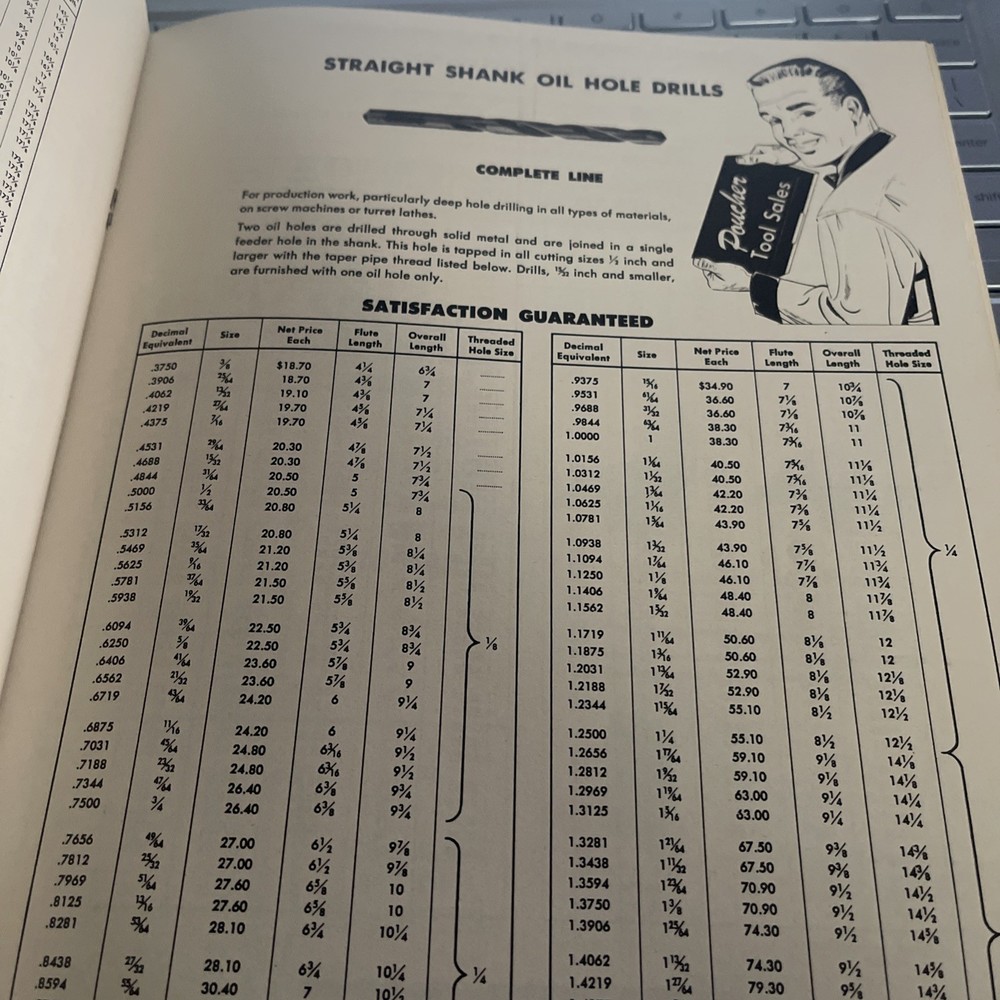 STRAIGHT SHANK OIL HOLE DRILLS
COMPLETE LINE
Poucher
Tool Sales
For production work, particularly deep hole drilling in all types of materials,
on screw machines or turret lathes.
Two oil holes are drilled through solid metal and are joined in a single
feeder hole in the shank. This hole is tapped in all cutting sizes ½ inch and
larger with the taper pipe thread listed below. Drills, 15/32 inch and smaller,
are furnished with one oil hole only.
SATISFACTION GUARANTEED
Decimal Equivalent Size Net Price Each Flute Length Overall Length Threaded Hole Size
.3750 3/8 $18.70 4¼ 6¾ ........
.3906 25/64 18.70 4⅜ 7
.4062 13/32 19.10 4⅜ 7 ........
.4219 27/64 19.70 4⅝ 7¼ ........
.4375 7/16 19.70 4⅝ 7¼ ........
.4531 29/64 20.30 4⅞ 7½ ........
.4688 15/32 20.30 4⅞ 7½ ........
.4844 31/64 20.50 5 7¾ ........
.5000 1/2 20.50 5 7¾
.5156 33/64 20.80 5¼ 8
.5312 17/32 20.80 5¼ 8
.5469 35/64 21.20 5⅜ 8¼
.5625 9/16 21.20 5⅜ 8¼
.5781 37/64 21.50 5⅝ 8½
.5938 19/32 21.50 5⅝ 8½
.6094 39/64 22.50 5¾ 8¾
.6250 5/8 22.50 5¾ 8¾ ⅛
.6406 41/64 23.60 5⅞ 9
.6562 21/32 23.60 5⅞ 9
.6719 43/64 24.20 6 9¼
.6875 11/16 24.20 6 9¼
.7031 45/64 24.80 6 3/16 9½
.7188 23/32 24.80 6 3/16 9½
.7344 47/64 26.40 6⅜ 9¾
.7500 3/4 26.40 6⅜ 9¾
.7656 49/64 27.00 6½ 9⅞
.7812 25/32 27.00 6½ 9⅞
.7969 51/64 27.60 6⅝ 10
.8125 13/16 27.60 6⅝ 10
.8281 53/64 28.10 6¾ 10¼
.8438 27/32 28.10 6¾ 10¼ ¼
.8594 55/64 30.40 7 10½
Decimal Equivalent Size Net Price Each Flute Length Overall Length Threaded Hole Size
.9375 15/16 $34.90 7 10¾
.9531 61/64 36.60 7⅛ 10⅞
.9688 31/32 36.60 7⅛ 10⅞
.9844 63/64 38.30 7 3/16 11
1.0000 1 38.30 7 3/16 11
1.0156 1 1/64 40.50 7 5/16 11⅛
1.0312 1 1/32 40.50 7 5/16 11⅛
1.0469 1 3/64 42.20 7⅜ 11¼
1.0625 1 1/16 42.20 7⅜ 11¼
1.0781 1 5/64 43.90 7⅝ 11½
1.0938 1 3/32 43.90 7⅝ 11½ ¼
1.1094 1 7/64 46.10 7⅞ 11¾
1.1250 1⅛ 46.10 7⅞ 11¾
1.1406 1 9/64 48.40 8 11⅞
1.1562 1 5/32 48.40 8 11⅞
1.1719 1 11/64 50.60 8⅛ 12
1.1875 1 3/16 50.60 8⅛ 12
1.2031 1 13/64 52.90 8⅛ 12⅛
1.2188 1 7/32 52.90 8⅛ 12⅛
1.2344 1 15/64 55.10 8½ 12½
1.2500 1¼ 55.10 8½ 12½
1.2656 1 17/64 59.10 9⅛ 14⅛
1.2812 1 9/32 59.10 9⅛ 14⅛
1.2969 1 19/64 63.00 9¼ 14¼
1.3125 1 5/16 63.00 9¼ 14¼
1.3281 1 21/64 67.50 9⅜ 14⅜
1.3438 1 11/32 67.50 9⅜ 14⅜
1.3594 1 23/64 70.90 9½ 14½
1.3750 1⅜ 70.90 9½ 14½
1.3906 1 25/64 74.30 9½ 14⅝
1.4062 1 13/32 74.30 9½ 14⅝
1.4219 1 27/64 79.30 9⅝ 14¾
enter
shift